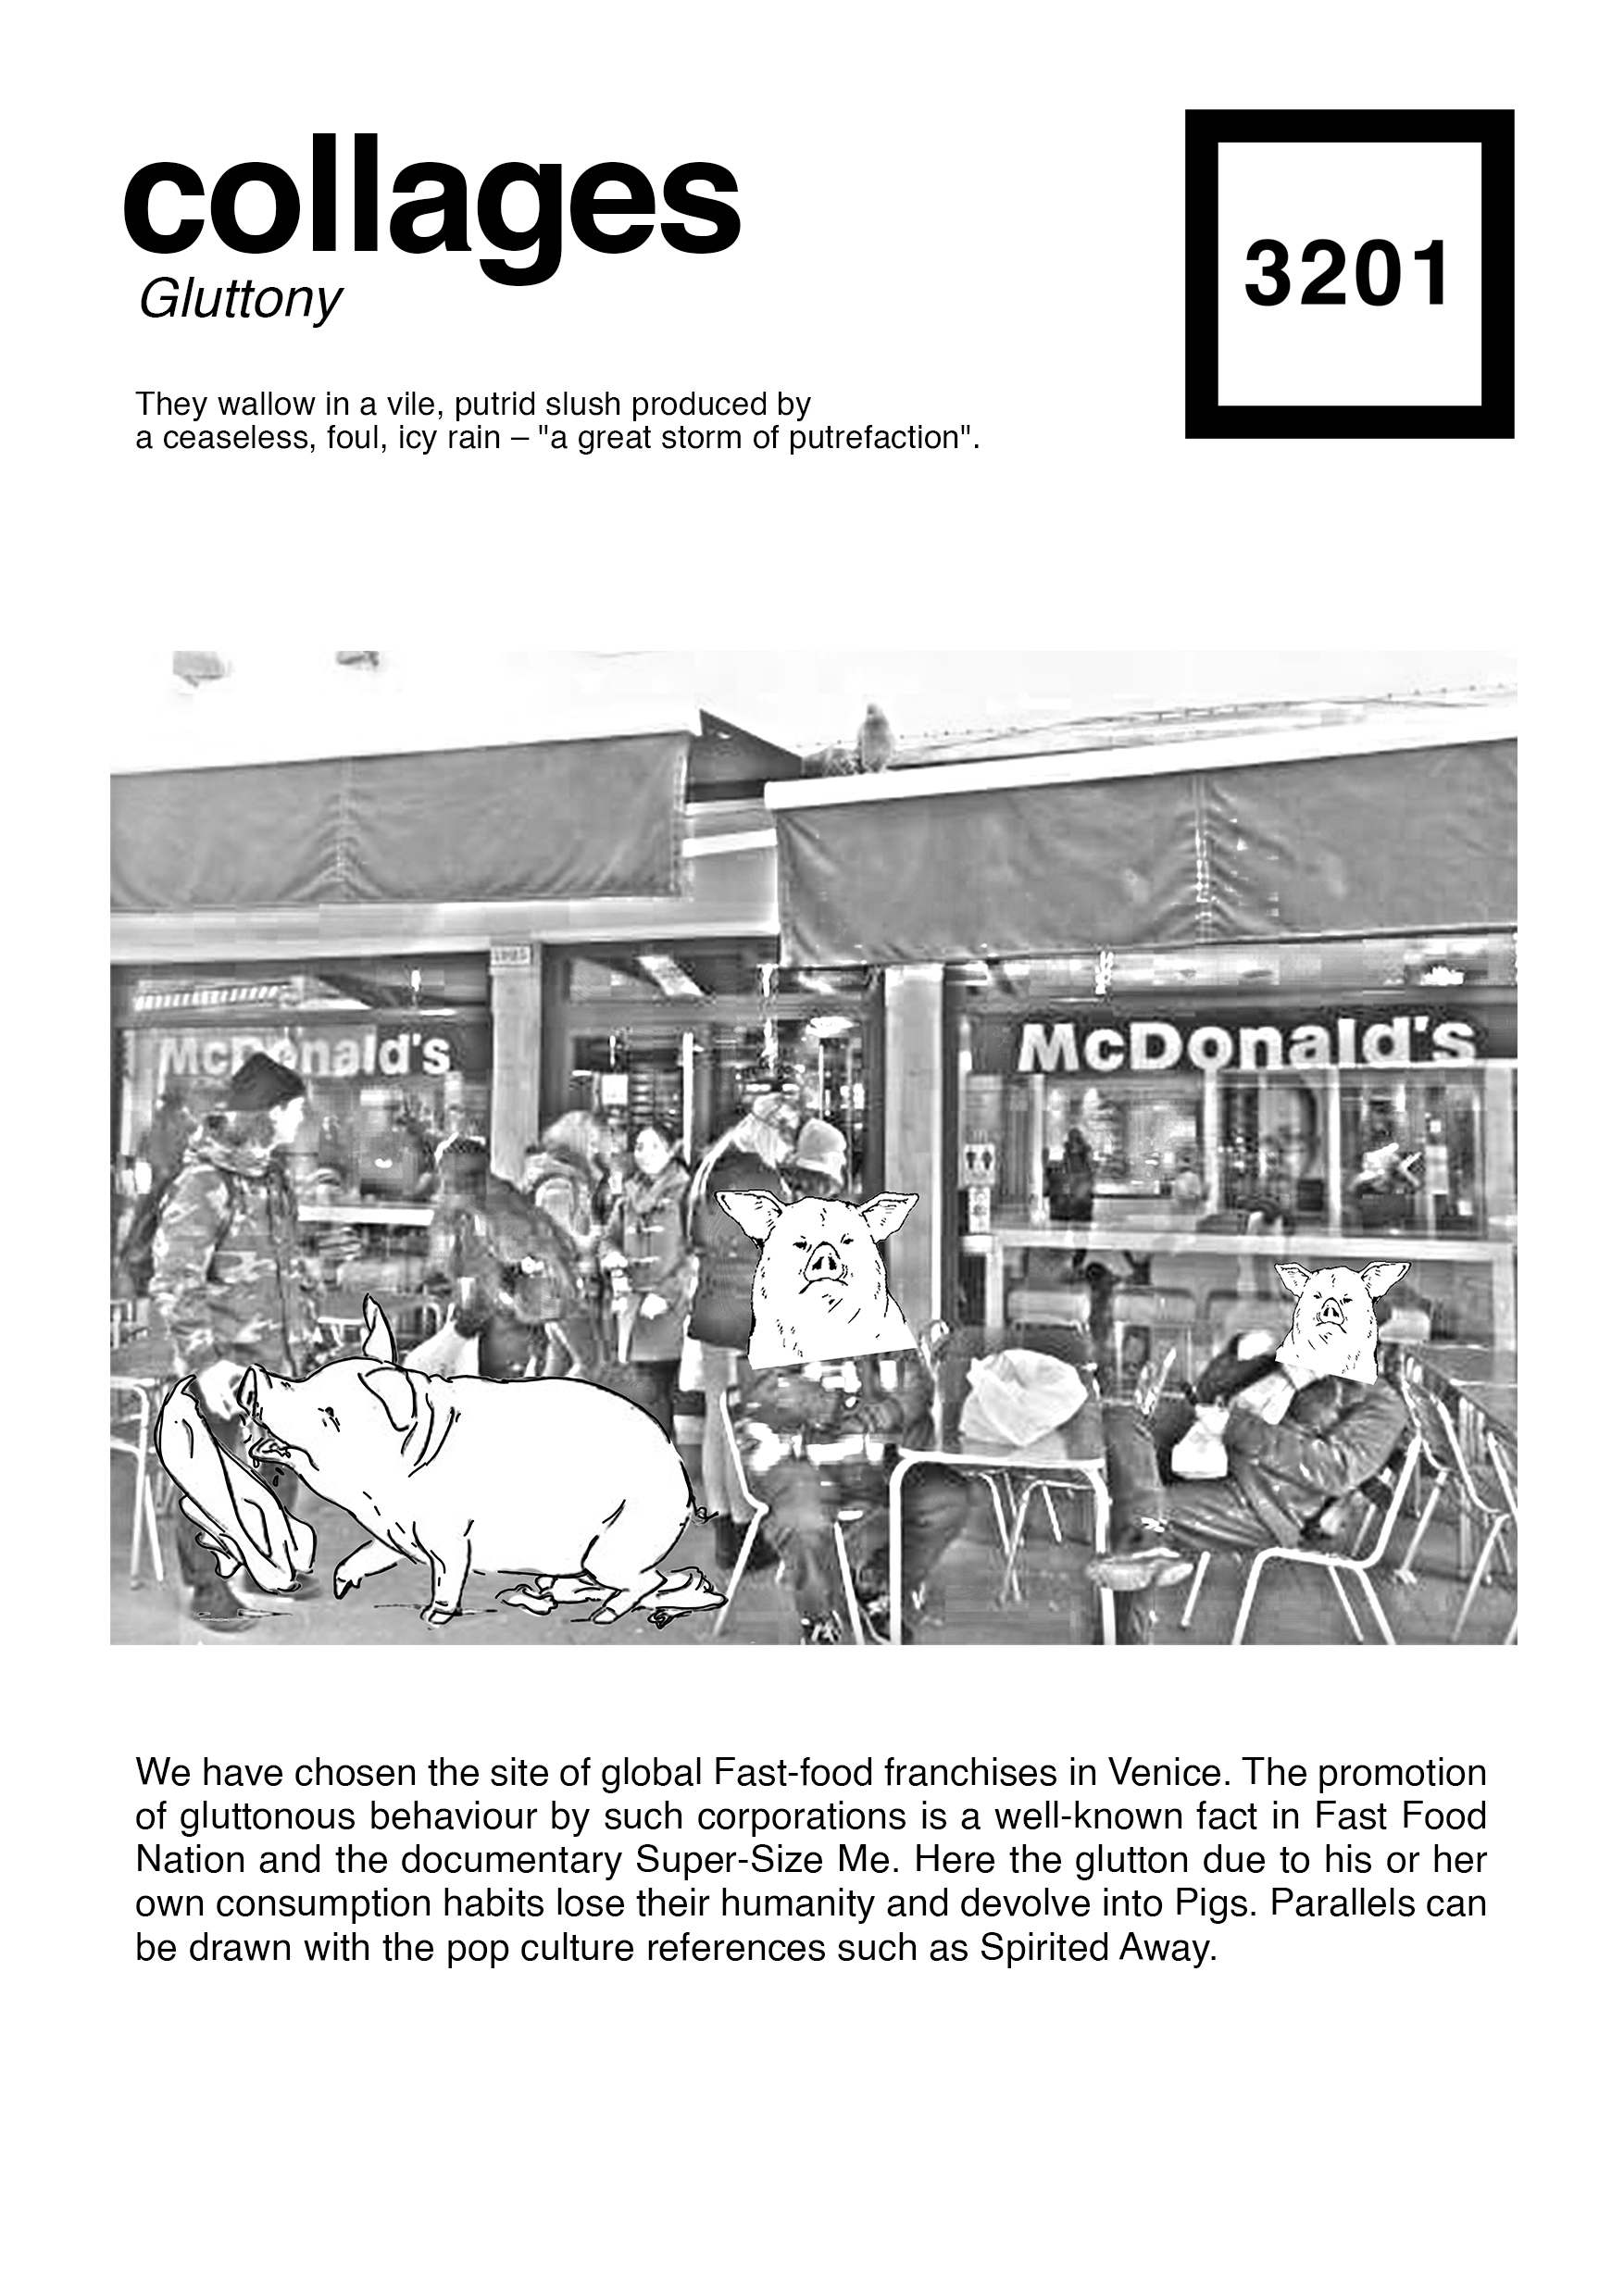 collages
Gluttony
3201
They wallow in a vile, putrid slush produced by
a ceaseless, foul, icy rain – "a great storm of putrefaction".
McDonald's
McDonald's
We have chosen the site of global Fast-food franchises in Venice. The promotion
of gluttonous behaviour by such corporations is a well-known fact in Fast Food
Nation and the documentary Super-Size Me. Here the glutton due to his or her
own consumption habits lose their humanity and devolve into Pigs. Parallels can
be drawn with the pop culture references such as Spirited Away.